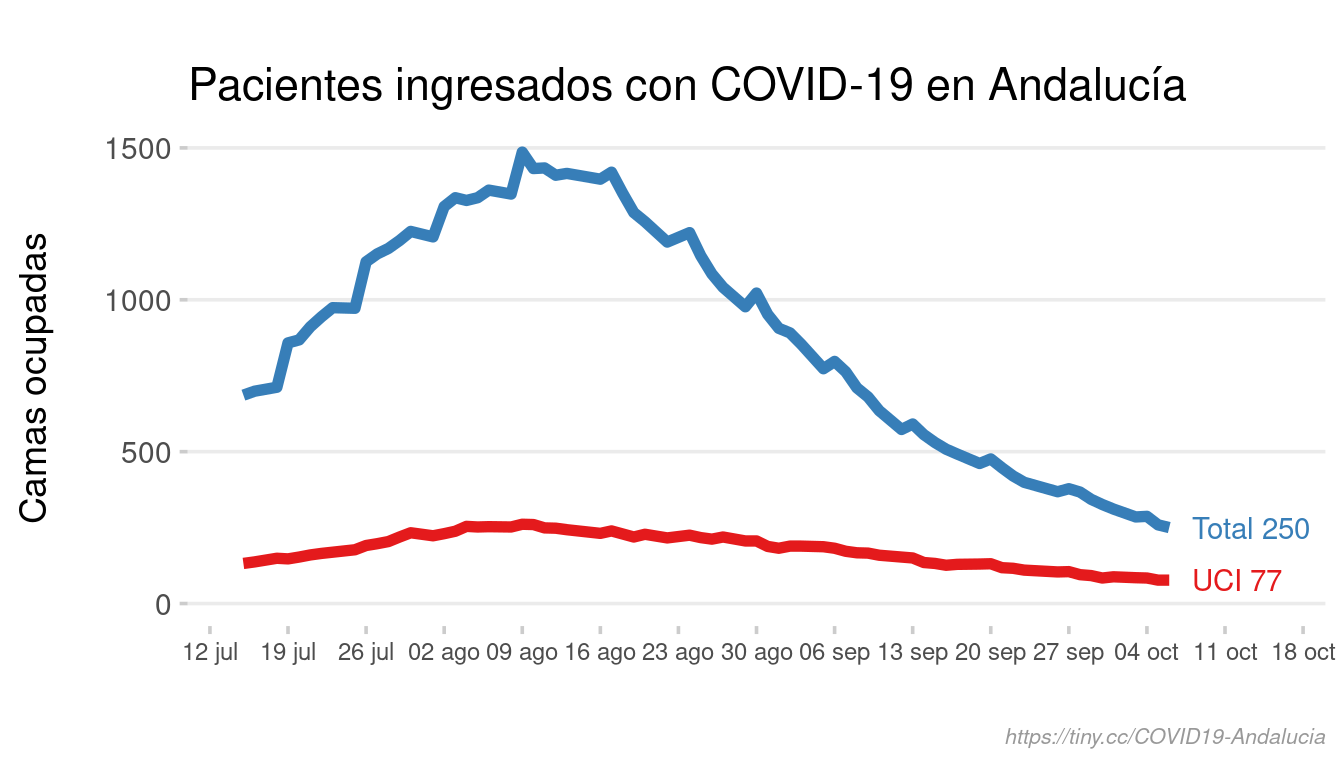 Pacientes ingresados con COVID-19 en Andalucía
Camas ocupadas
1500
1000
500
0
Total 250
UCI 77
12 jul 19 jul 26 jul 02 ago 09 ago 16 ago 23 ago 30 ago 06 sep 13 sep 20 sep 27 sep 04 oct 11 oct 18 oct
https://tiny.cc/COVID19-Andalucia